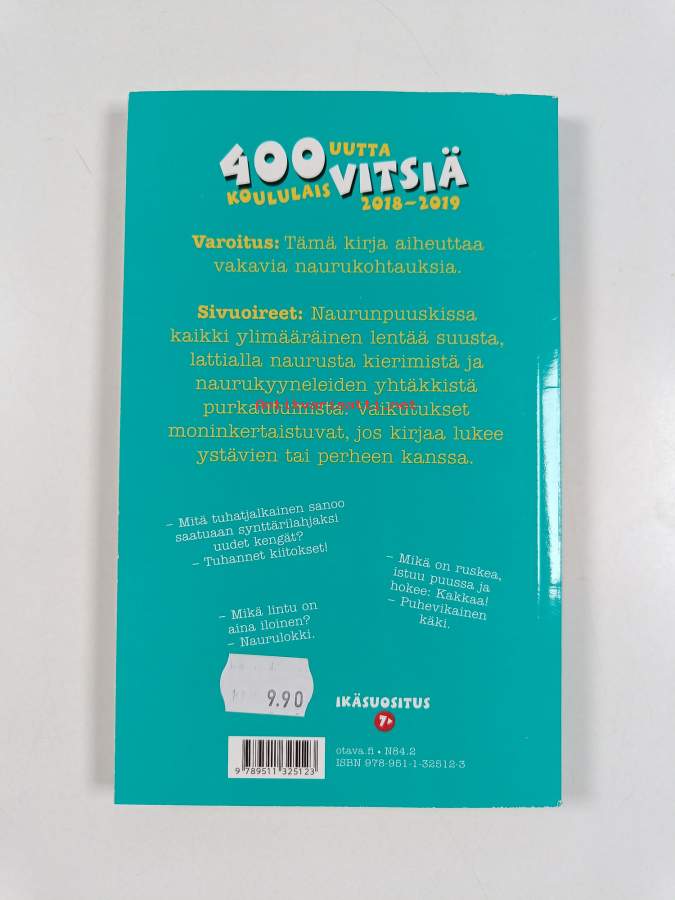 400 UUTTA
KOULULAIS VITSIÄ
2018–2019
Varoitus: Tämä kirja aiheuttaa
vakavia naurukohtauksia.
Sivuoireet: Naurunpuuskissa
kaikki ylimääräinen lentää suusta,
lattialla naurusta kierimistä ja
naurukyyneleiden yhtäkkistä
purkautumista. Vaikutukset
moninkertaistuvat, jos kirjaa lukee
ystävien tai perheen kanssa.
– Mitä tuhatjalkainen sanoo
saatuaan synttärilahjaksi
uudet kengät?
– Tuhannet kiitokset!
– Mikä on ruskea,
istuu puussa ja
hokee: Kakkaa!
– Puhevikainen
käki.
– Mikä lintu on
aina iloinen?
– Naurulokki.
9.90
IKÄSUOSITUS
7
otava.fi • N84.2
ISBN 978-951-1-32512-3
9 789511 325123